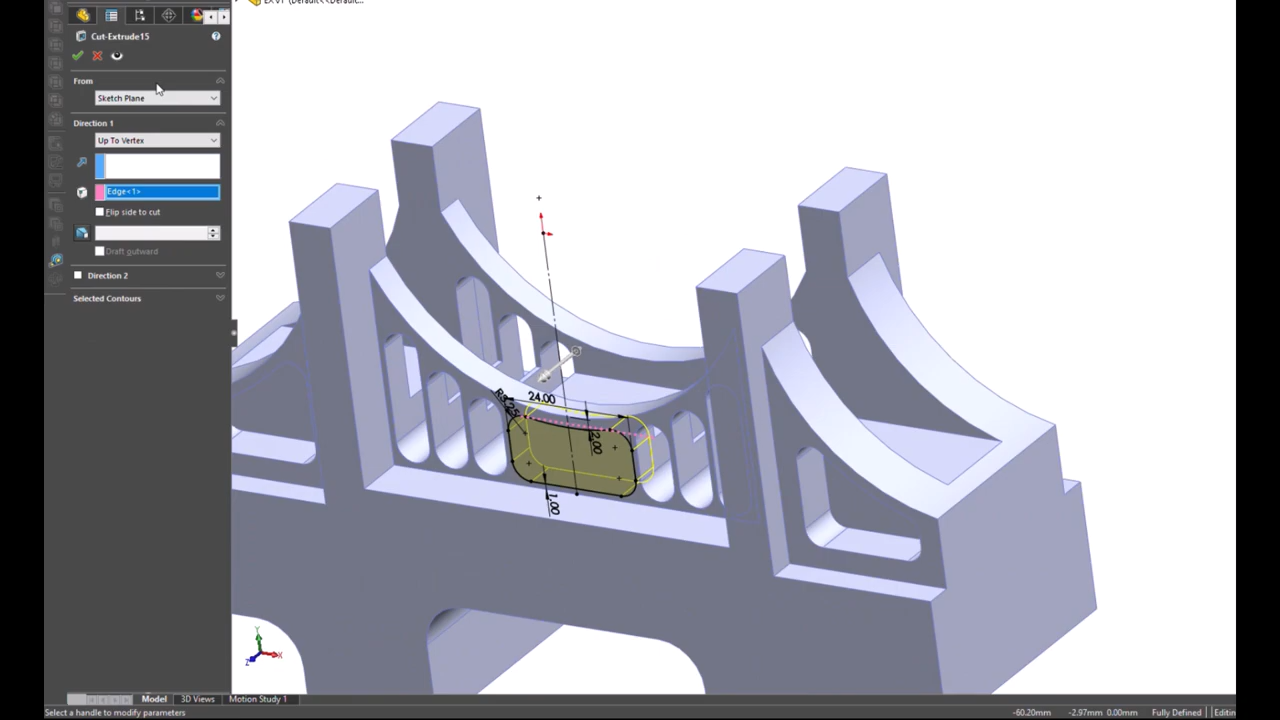 Cut-Extrude15
From
Sketch Plane
Direction 1
Up To Vertex
Edge<1>
Flip side to cut
Draft outward
Direction 2
Selected Contours
24.00
2.00
1.00
Y
X
Z
Model 3D Views Motion Study 1
Select a handle to modify parameters -60.20mm -2.97mm 0.00mm Fully Defined Editin